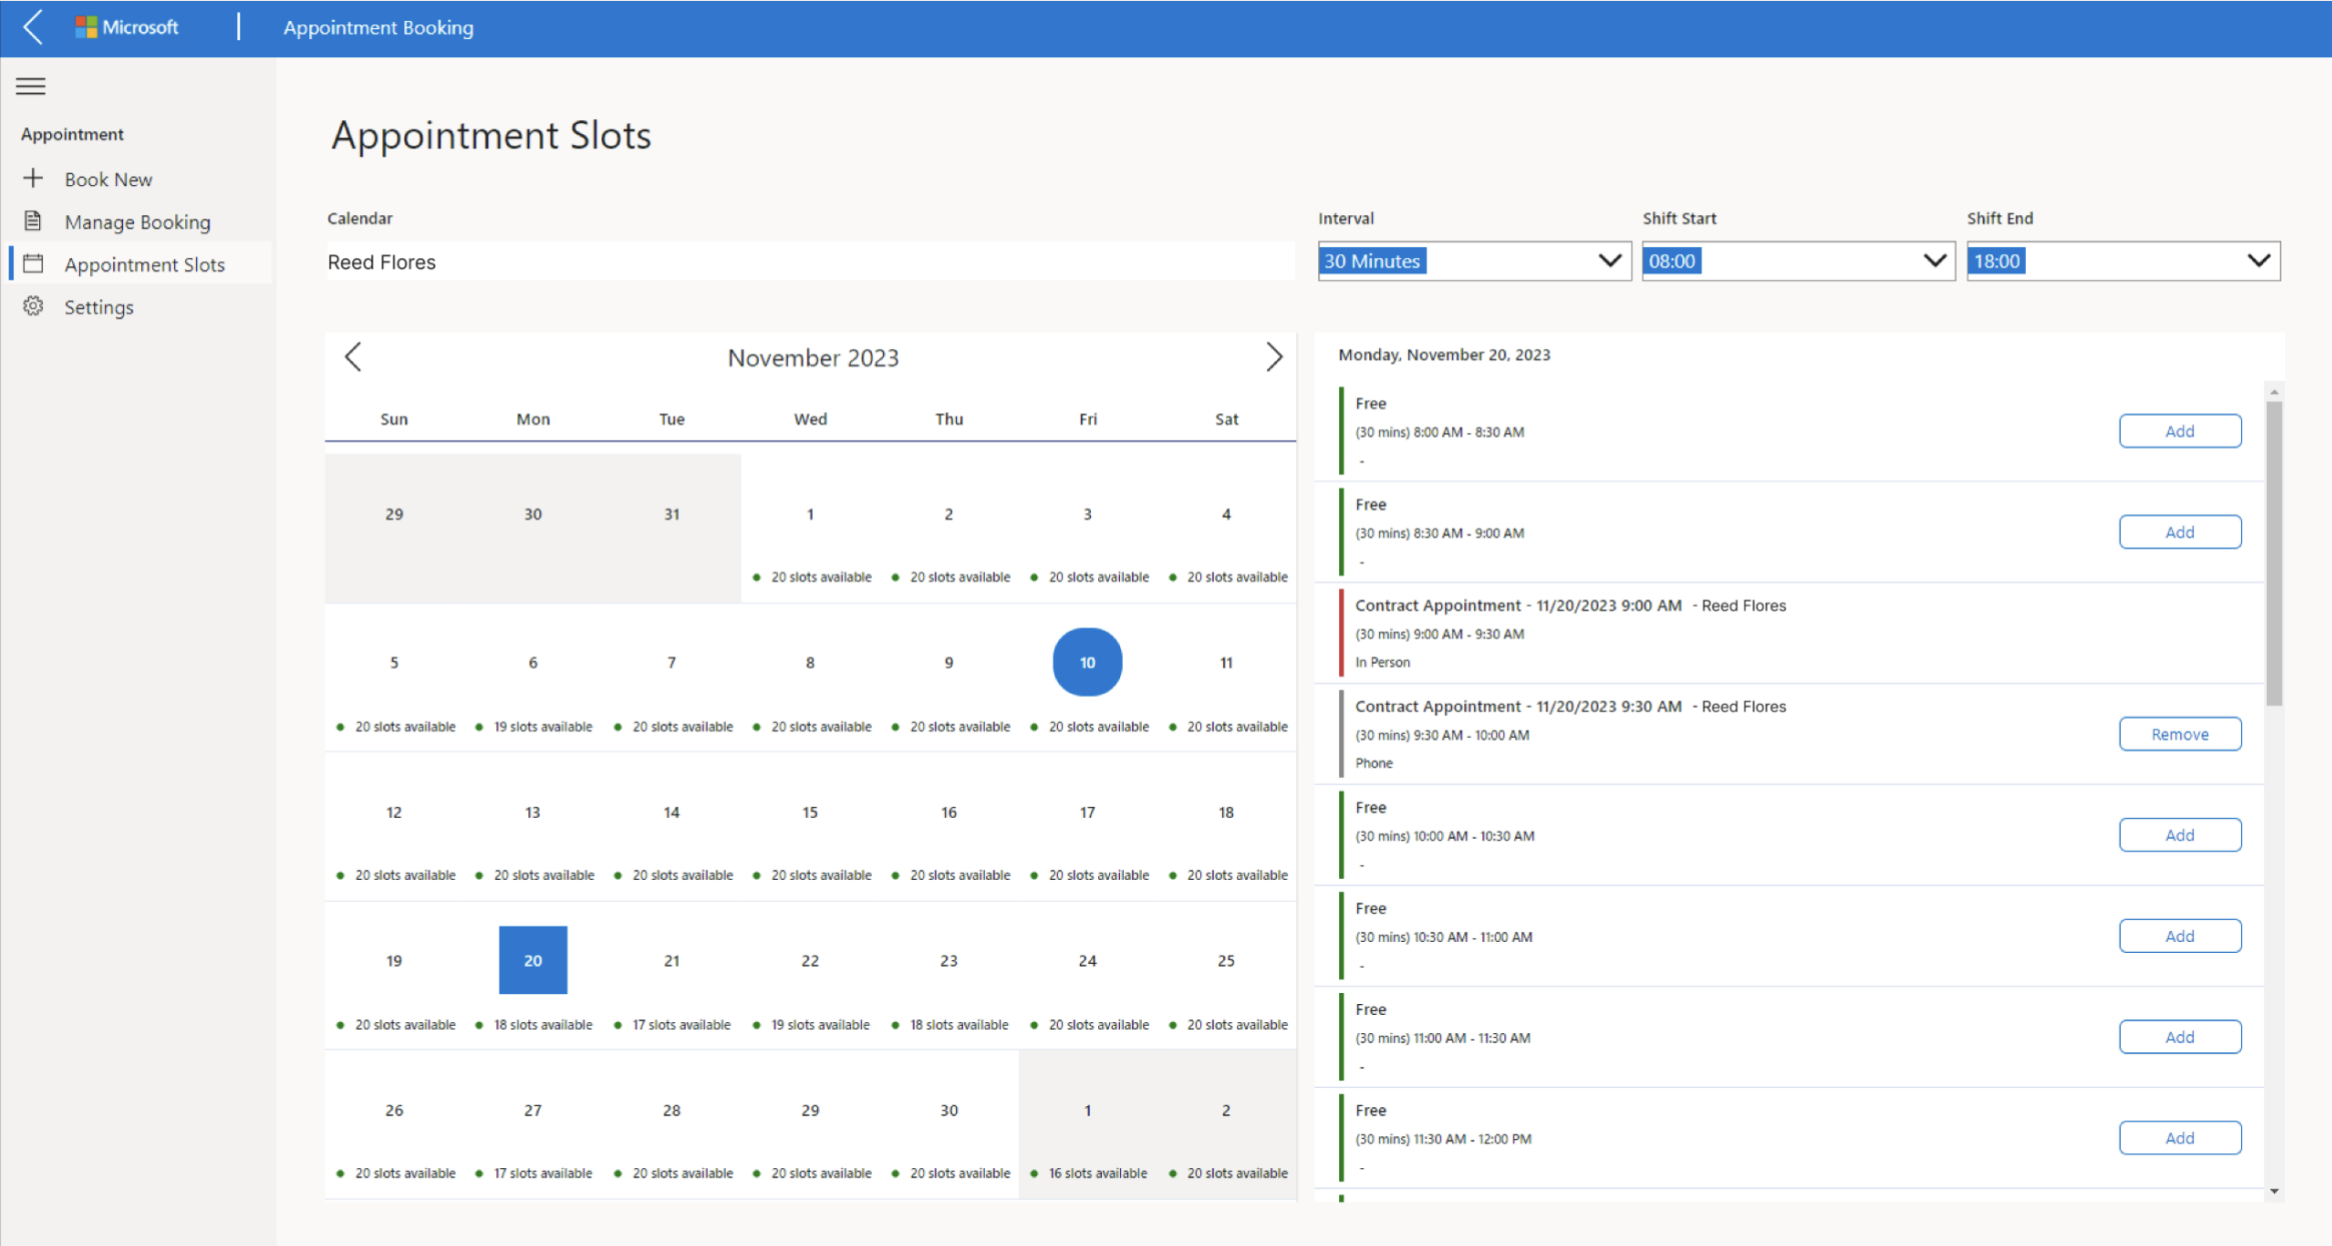 Microsoft
Appointment Booking
Appointment
Book New
Manage Booking
Appointment Slots
Settings
Appointment Slots
Calendar
Reed Flores
Interval
30 Minutes
Shift Start
08:00
Shift End
18:00
November 2023
Sun Mon Tue Wed Thu Fri Sat
29 30 31 1 2 3 4
20 slots available 20 slots available 20 slots available 20 slots available
5 6 7 8 9 10 11
20 slots available 19 slots available 20 slots available 20 slots available 20 slots available 20 slots available 20 slots available
12 13 14 15 16 17 18
20 slots available 20 slots available 20 slots available 20 slots available 20 slots available 20 slots available 20 slots available
19 20 21 22 23 24 25
20 slots available 18 slots available 17 slots available 19 slots available 18 slots available 20 slots available 20 slots available
26 27 28 29 30 1 2
20 slots available 17 slots available 20 slots available 20 slots available 20 slots available 16 slots available 20 slots available
Monday, November 20, 2023
Free
(30 mins) 8:00 AM - 8:30 AM
-
Add
Free
(30 mins) 8:30 AM - 9:00 AM
-
Add
Contract Appointment - 11/20/2023 9:00 AM - Reed Flores
(30 mins) 9:00 AM - 9:30 AM
In Person
Contract Appointment - 11/20/2023 9:30 AM - Reed Flores
(30 mins) 9:30 AM - 10:00 AM
Phone
Remove
Free
(30 mins) 10:00 AM - 10:30 AM
-
Add
Free
(30 mins) 10:30 AM - 11:00 AM
-
Add
Free
(30 mins) 11:00 AM - 11:30 AM
-
Add
Free
(30 mins) 11:30 AM - 12:00 PM
-
Add